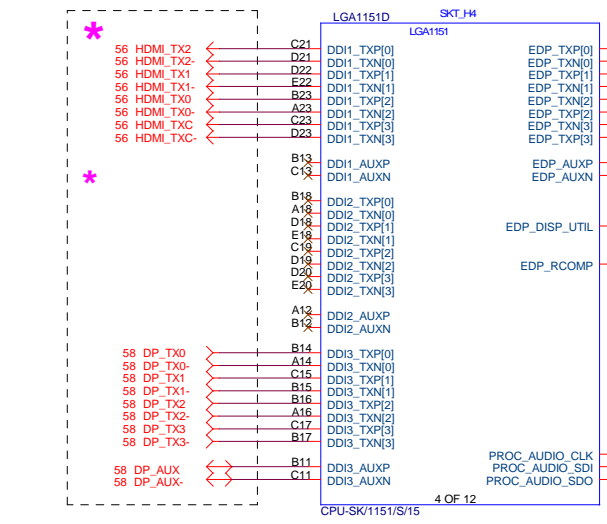 LGA1151D SKT_H4
LGA1151
*
56 HDMI_TX2 C21 DDI1_TXP[0] EDP_TXP[0]
56 HDMI_TX2- D21 DDI1_TXN[0] EDP_TXN[0]
56 HDMI_TX1 D22 DDI1_TXP[1] EDP_TXP[1]
56 HDMI_TX1- E22 DDI1_TXN[1] EDP_TXN[1]
56 HDMI_TX0 B23 DDI1_TXP[2] EDP_TXN[2]
56 HDMI_TX0- A23 DDI1_TXN[2] EDP_TXP[2]
56 HDMI_TXC C23 DDI1_TXP[3] EDP_TXN[3]
56 HDMI_TXC- D23 DDI1_TXN[3] EDP_TXP[3]
B13 DDI1_AUXP EDP_AUXP
* C13 DDI1_AUXN EDP_AUXN
B18 DDI2_TXP[0]
A18 DDI2_TXN[0]
D18 DDI2_TXP[1] EDP_DISP_UTIL
E18 DDI2_TXN[1]
C19 DDI2_TXP[2]
D19 DDI2_TXN[2] EDP_RCOMP
D20 DDI2_TXP[3]
E20 DDI2_TXN[3]
A12 DDI2_AUXP
B12 DDI2_AUXN
58 DP_TX0 B14 DDI3_TXP[0]
58 DP_TX0- A14 DDI3_TXN[0]
58 DP_TX1 C15 DDI3_TXP[1]
58 DP_TX1- B15 DDI3_TXN[1]
58 DP_TX2 B16 DDI3_TXP[2]
58 DP_TX2- A16 DDI3_TXN[2]
58 DP_TX3 C17 DDI3_TXP[3]
58 DP_TX3- B17 DDI3_TXN[3]
PROC_AUDIO_CLK
58 DP_AUX B11 DDI3_AUXP PROC_AUDIO_SDI
58 DP_AUX- C11 DDI3_AUXN PROC_AUDIO_SDO
4 OF 12
CPU-SK/1151/S/15